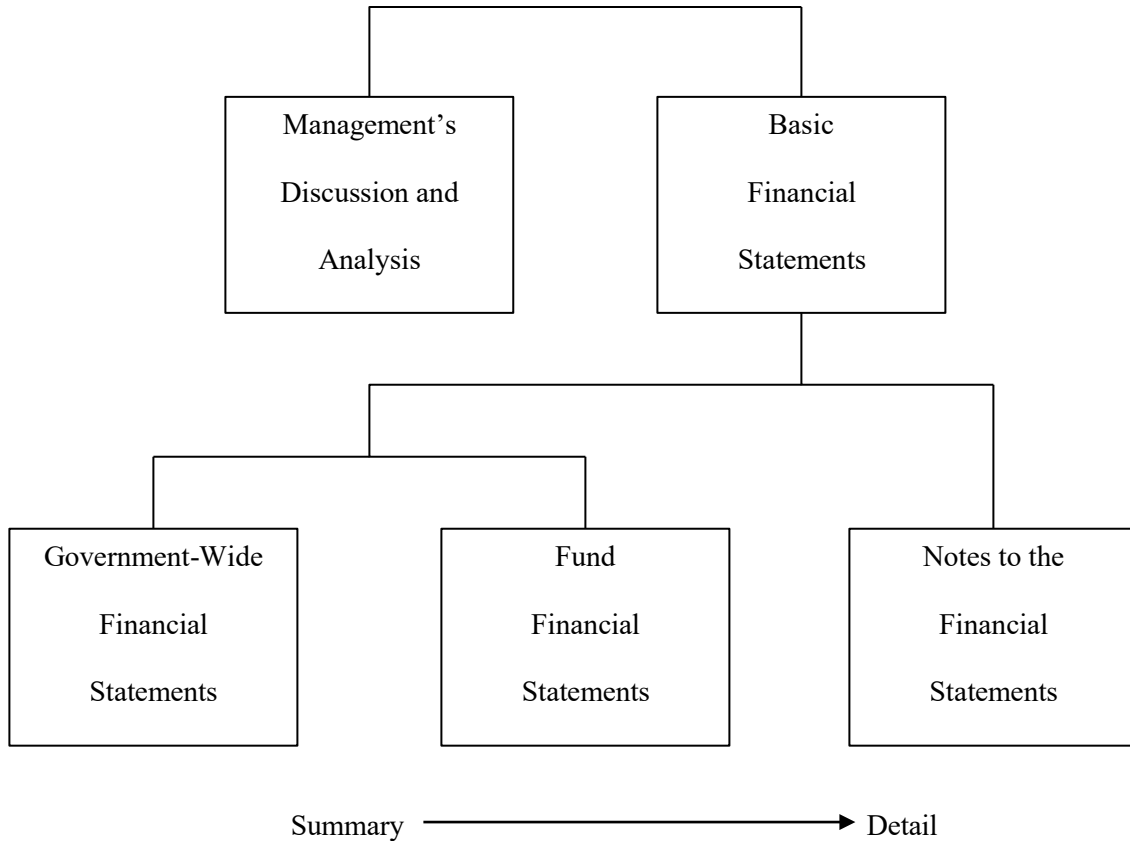 Management’s
Discussion and
Analysis
Basic
Financial
Statements
Government-Wide
Financial
Statements
Fund
Financial
Statements
Notes to the
Financial
Statements
Summary
Detail